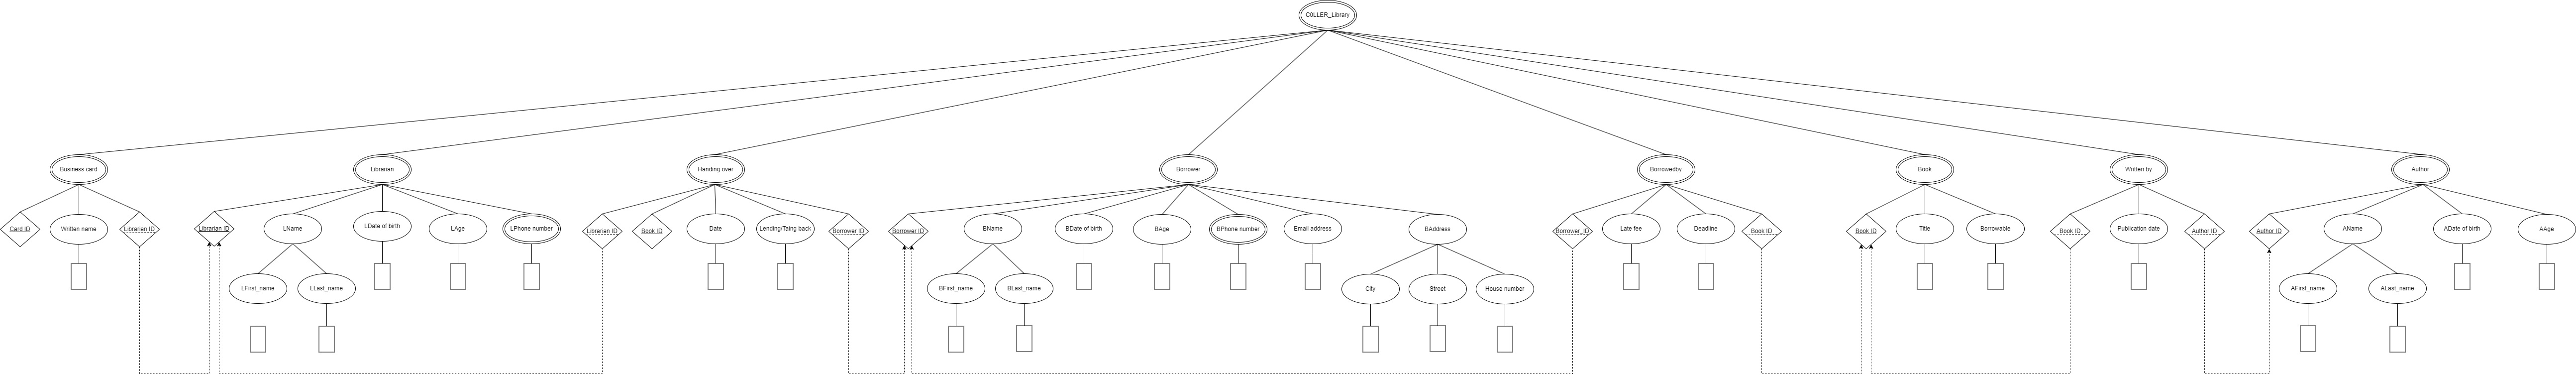 C0LLER_Library
Business card
Librarian
Handing over
Borrower
Borrowedby
Book
Written by
Author
Card ID
Written name
Librarian ID
Librarian ID
LName
LDate of birth
LAge
LPhone number
Librarian ID
Book ID
Date
Lending/Taing back
Borrower ID
Borrower ID
BName
BDate of birth
BAge
BPhone number
Email address
BAddress
Borrower_ID
Late fee
Deadline
Book ID
Book ID
Title
Borrowable
Book ID
Publication date
Author ID
Author ID
AName
ADate of birth
AAge
LFirst_name
LLast_name
BFirst_name
BLast_name
City
Street
House number
AFirst_name
ALast_name